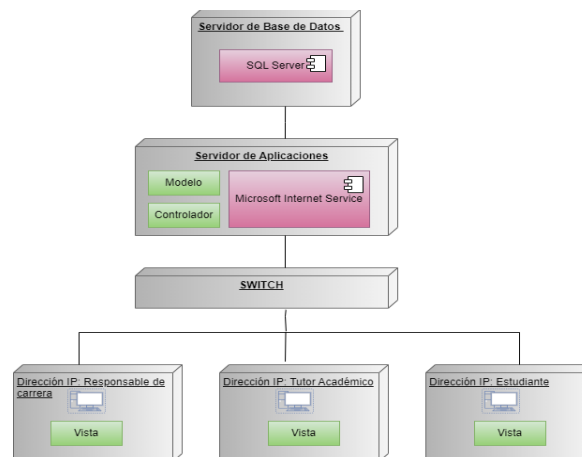 Servidor de Base de Datos
SQL Server
Servidor de Aplicaciones
Modelo
Microsoft Internet Service
Controlador
SWITCH
Dirección IP: Responsable de
carrera
Vista
Dirección IP: Tutor Académico
Vista
Dirección IP: Estudiante
Vista